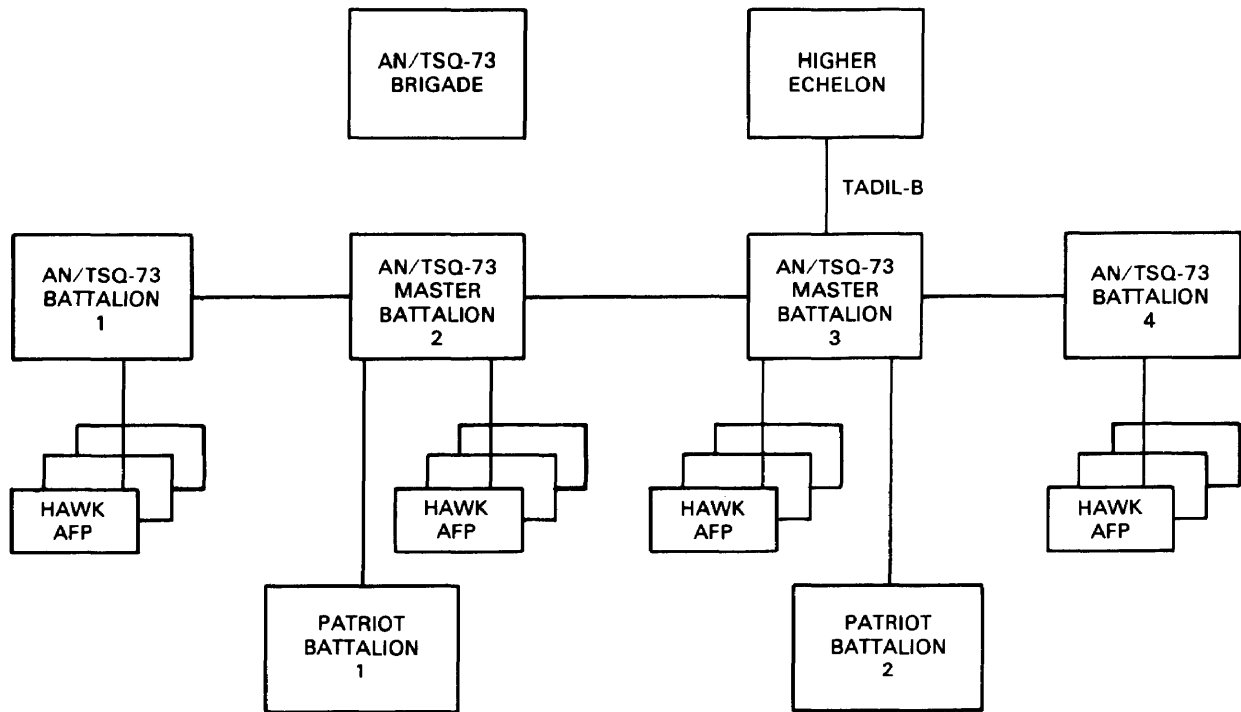 AN/TSQ-73
BRIGADE
HIGHER
ECHELON
TADIL-B
AN/TSQ-73
BATTALION
1
AN/TSQ-73
MASTER
BATTALION
2
AN/TSQ-73
MASTER
BATTALION
3
AN/TSQ-73
BATTALION
4
HAWK
AFP
HAWK
AFP
HAWK
AFP
HAWK
AFP
PATRIOT
BATTALION
1
PATRIOT
BATTALION
2